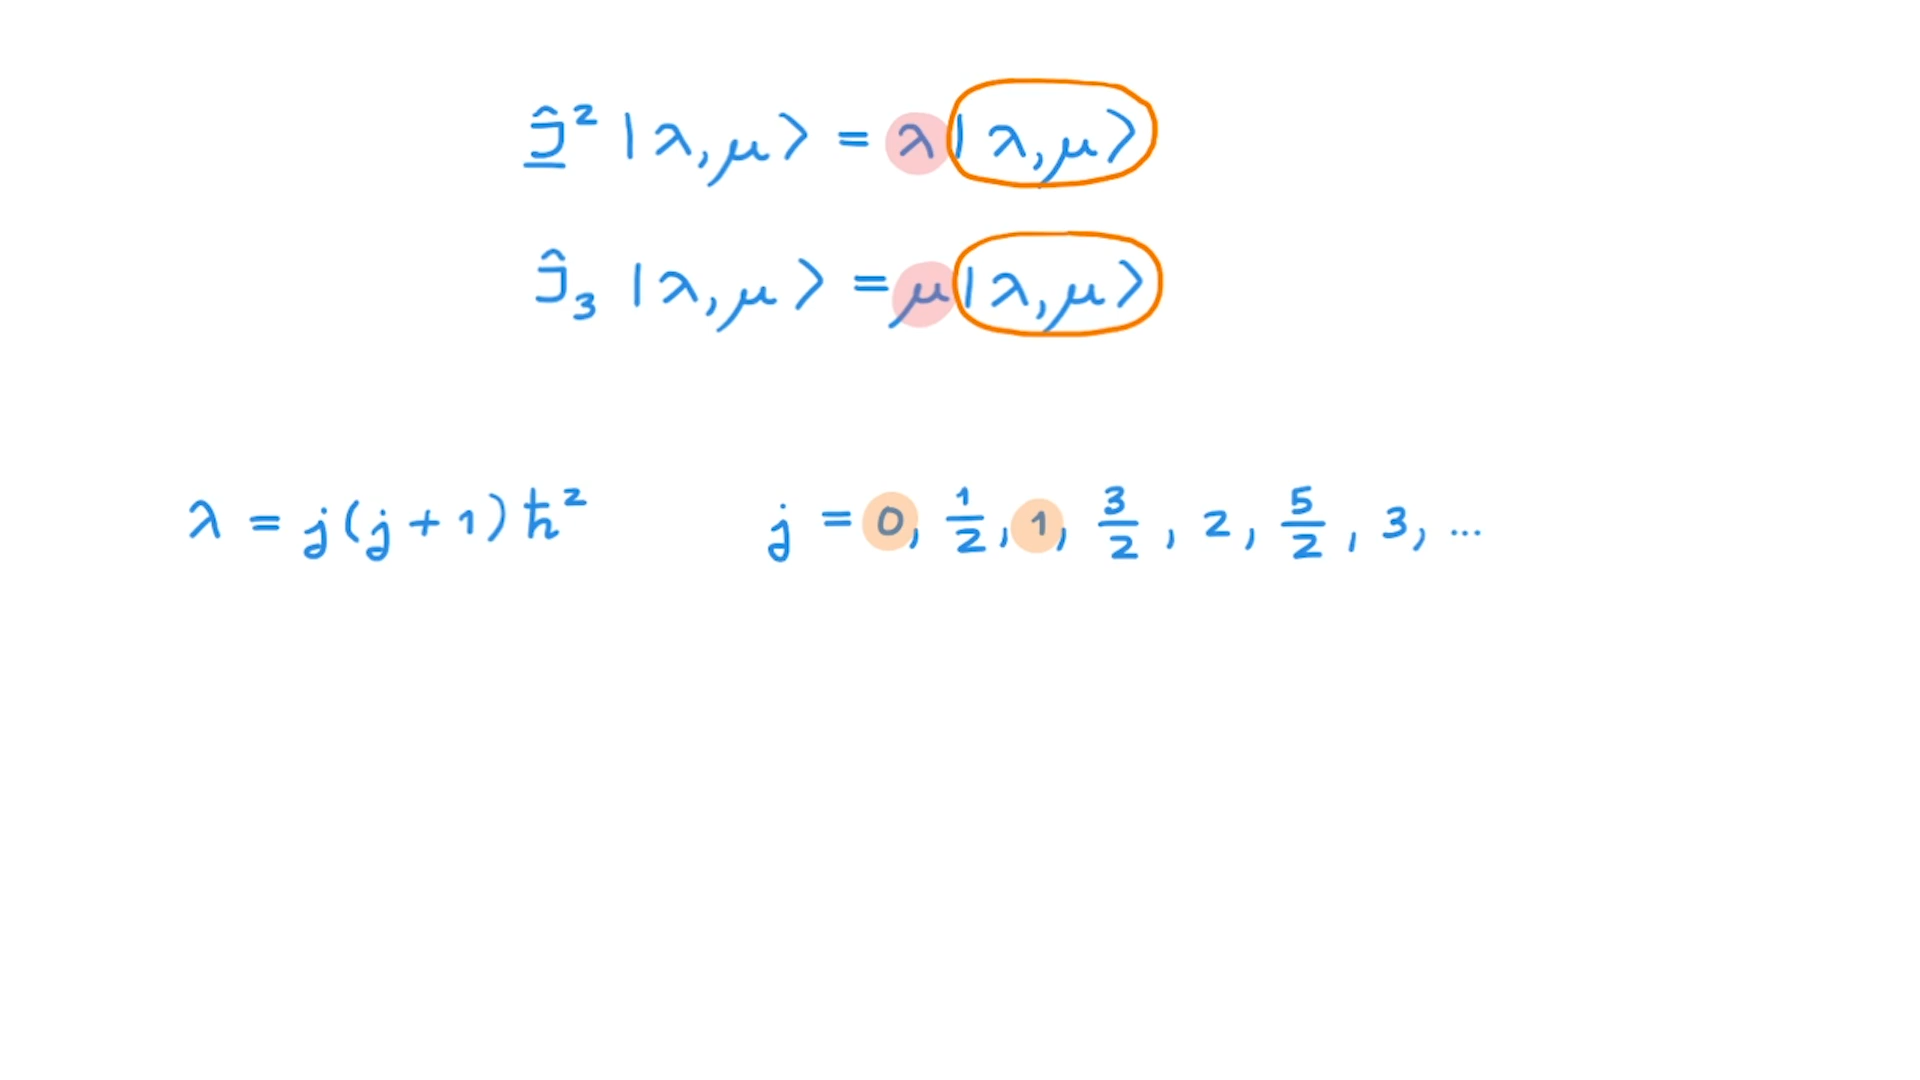 Ĵ² |λ,μ⟩ = λ|λ,μ⟩
Ĵ₃ |λ,μ⟩ = μ|λ,μ⟩
λ = j(j+1)ħ² j = 0, 1/2, 1, 3/2, 2, 5/2, 3, ...